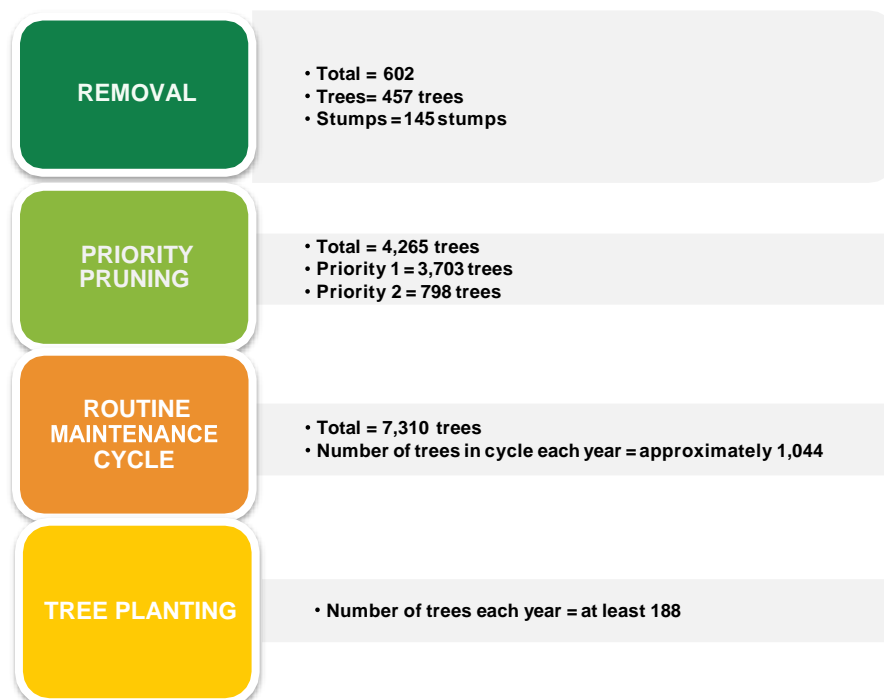 REMOVAL
• Total = 602
• Trees= 457 trees
• Stumps = 145 stumps
PRIORITY
PRUNING
• Total = 4,265 trees
• Priority 1 = 3,703 trees
• Priority 2 = 798 trees
ROUTINE
MAINTENANCE
CYCLE
• Total = 7,310 trees
• Number of trees in cycle each year = approximately 1,044
TREE PLANTING
• Number of trees each year = at least 188